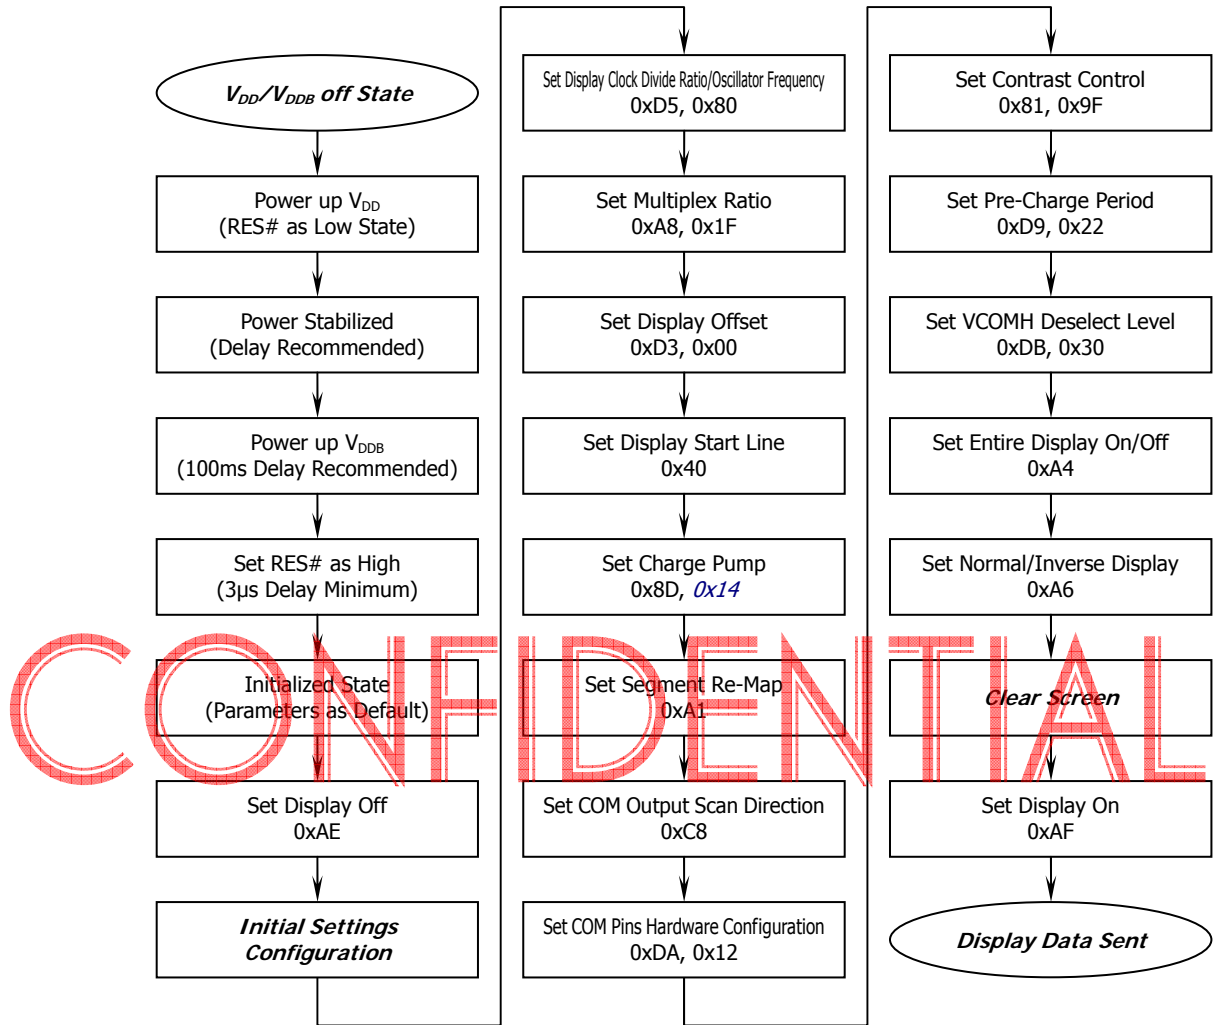 V_DD/V_DDB off State
Power up V_DD
(RES# as Low State)
Power Stabilized
(Delay Recommended)
Power up V_DDB
(100ms Delay Recommended)
Set RES# as High
(3μs Delay Minimum)
Initialized State
(Parameters as Default)
Set Display Off
0xAE
Initial Settings
Configuration
Set Display Clock Divide Ratio/Oscillator Frequency
0xD5, 0x80
Set Multiplex Ratio
0xA8, 0x1F
Set Display Offset
0xD3, 0x00
Set Display Start Line
0x40
Set Charge Pump
0x8D, 0x14
Set Segment Re-Map
0xA1
Set COM Output Scan Direction
0xC8
Set COM Pins Hardware Configuration
0xDA, 0x12
Set Contrast Control
0x81, 0x9F
Set Pre-Charge Period
0xD9, 0x22
Set VCOMH Deselect Level
0xDB, 0x30
Set Entire Display On/Off
0xA4
Set Normal/Inverse Display
0xA6
Clear Screen
Set Display On
0xAF
Display Data Sent
CONFIDENTIAL